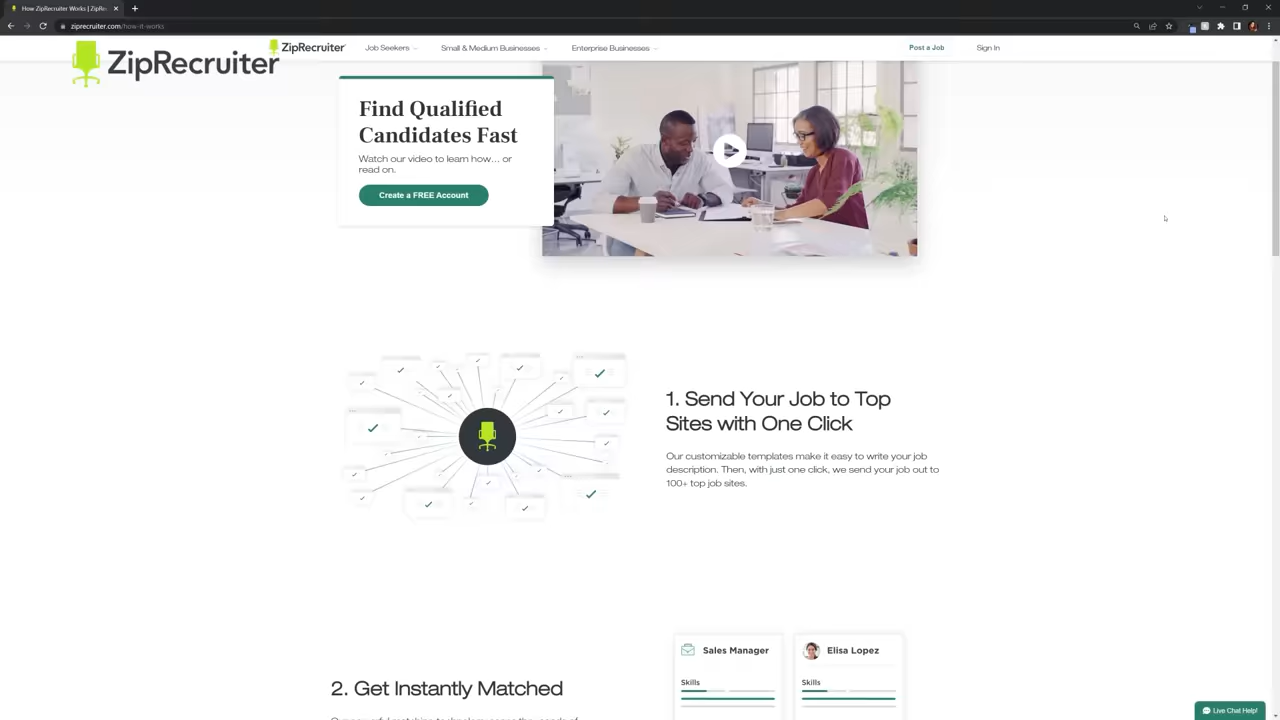 How ZipRecruiter Works | ZipRe
ziprecruiter.com/how-it-works
ZipRecruiter
ZipRecruiter
Job Seekers
Small & Medium Businesses
Enterprise Businesses
Post a Job
Sign In
Find Qualified
Candidates Fast
Watch our video to learn how… or
read on.
Create a FREE Account
1. Send Your Job to Top
Sites with One Click
Our customizable templates make it easy to write your job
description. Then, with just one click, we send your job out to
100+ top job sites.
2. Get Instantly Matched
Sales Manager
Skills
Elisa Lopez
Skills
Live Chat Help!